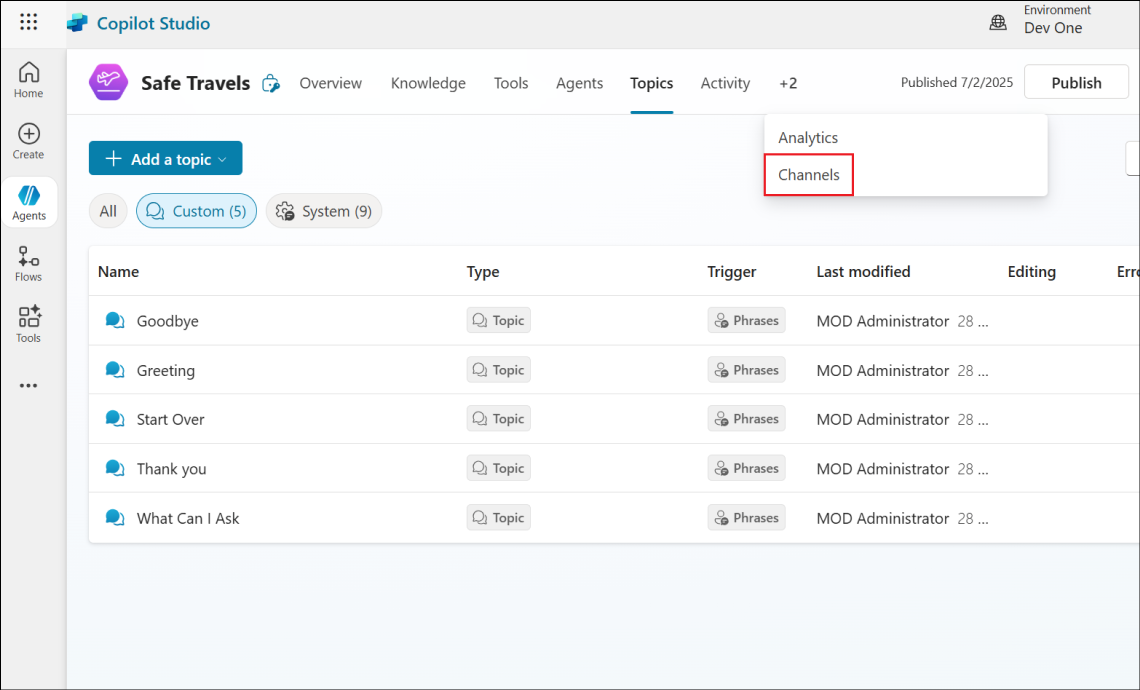 Copilot Studio
Environment
Dev One
Home
Create
Agents
Flows
Tools
Safe Travels
Overview
Knowledge
Tools
Agents
Topics
Activity
+2
Published 7/2/2025
Publish
Analytics
Channels
Add a topic
All
Custom (5)
System (9)
Name Type Trigger Last modified Editing Erro
Goodbye Topic Phrases MOD Administrator 28 ...
Greeting Topic Phrases MOD Administrator 28 ...
Start Over Topic Phrases MOD Administrator 28 ...
Thank you Topic Phrases MOD Administrator 28 ...
What Can I Ask Topic Phrases MOD Administrator 28 ...